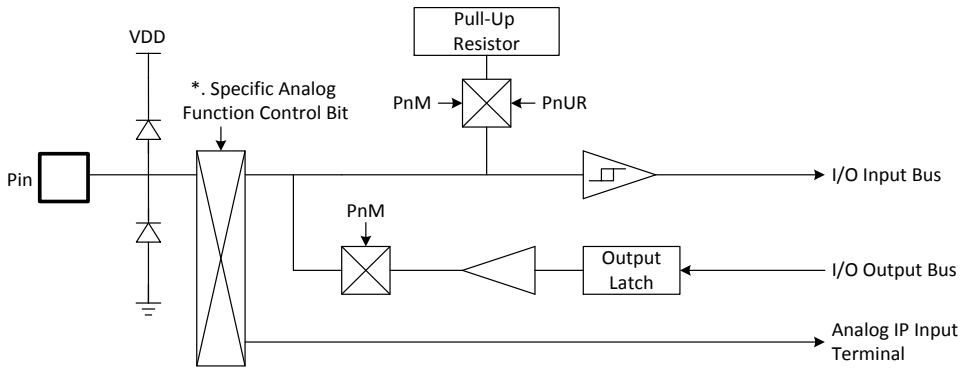 VDD
Pull-Up
Resistor
*. Specific Analog
Function Control Bit
PnM
PnUR
Pin
I/O Input Bus
PnM
Output
Latch
I/O Output Bus
Analog IP Input
Terminal